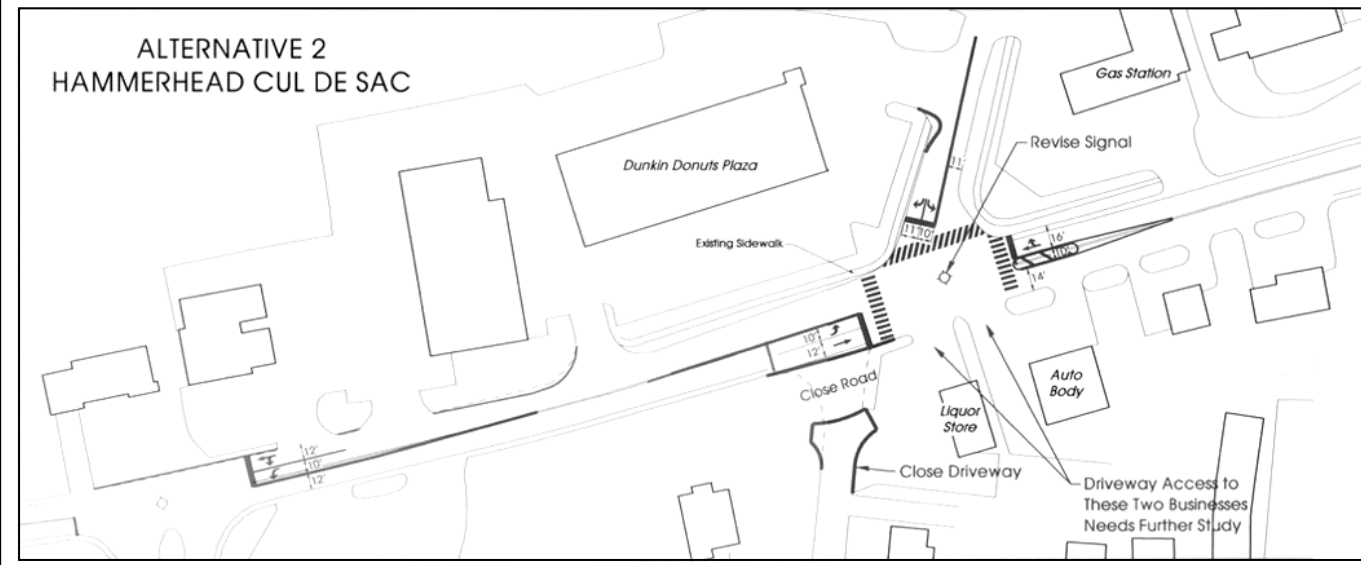 ALTERNATIVE 2
HAMMERHEAD CUL DE SAC
Gas Station
Revise Signal
Dunkin Donuts Plaza
11'
11'
10'
Existing Sidewalk
16'
10'
14'
10'
12'
Close Road
Auto
Body
Liquor
Store
12'
10'
12'
Close Driveway
Driveway Access to
These Two Businesses
Needs Further Study